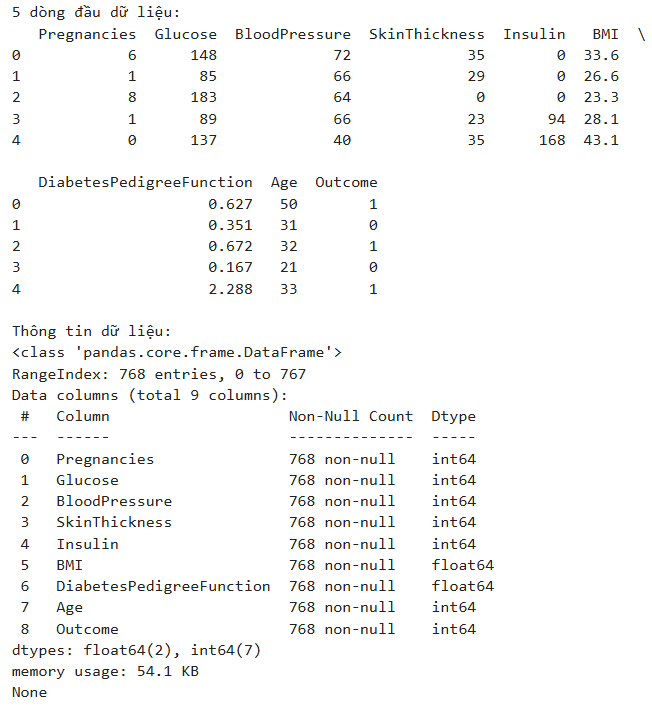 5 dòng đầu dữ liệu:
   Pregnancies  Glucose  BloodPressure  SkinThickness  Insulin   BMI  \
0            6      148             72             35        0  33.6
1            1       85             66             29        0  26.6
2            8      183             64              0        0  23.3
3            1       89             66             23       94  28.1
4            0      137             40             35      168  43.1

   DiabetesPedigreeFunction  Age  Outcome
0                     0.627   50        1
1                     0.351   31        0
2                     0.672   32        1
3                     0.167   21        0
4                     2.288   33        1

Thông tin dữ liệu:
<class 'pandas.core.frame.DataFrame'>
RangeIndex: 768 entries, 0 to 767
Data columns (total 9 columns):
 #   Column                    Non-Null Count  Dtype
---  ------                    --------------  -----
 0   Pregnancies               768 non-null    int64
 1   Glucose                   768 non-null    int64
 2   BloodPressure             768 non-null    int64
 3   SkinThickness             768 non-null    int64
 4   Insulin                   768 non-null    int64
 5   BMI                       768 non-null    float64
 6   DiabetesPedigreeFunction  768 non-null    float64
 7   Age                       768 non-null    int64
 8   Outcome                   768 non-null    int64
dtypes: float64(2), int64(7)
memory usage: 54.1 KB
None